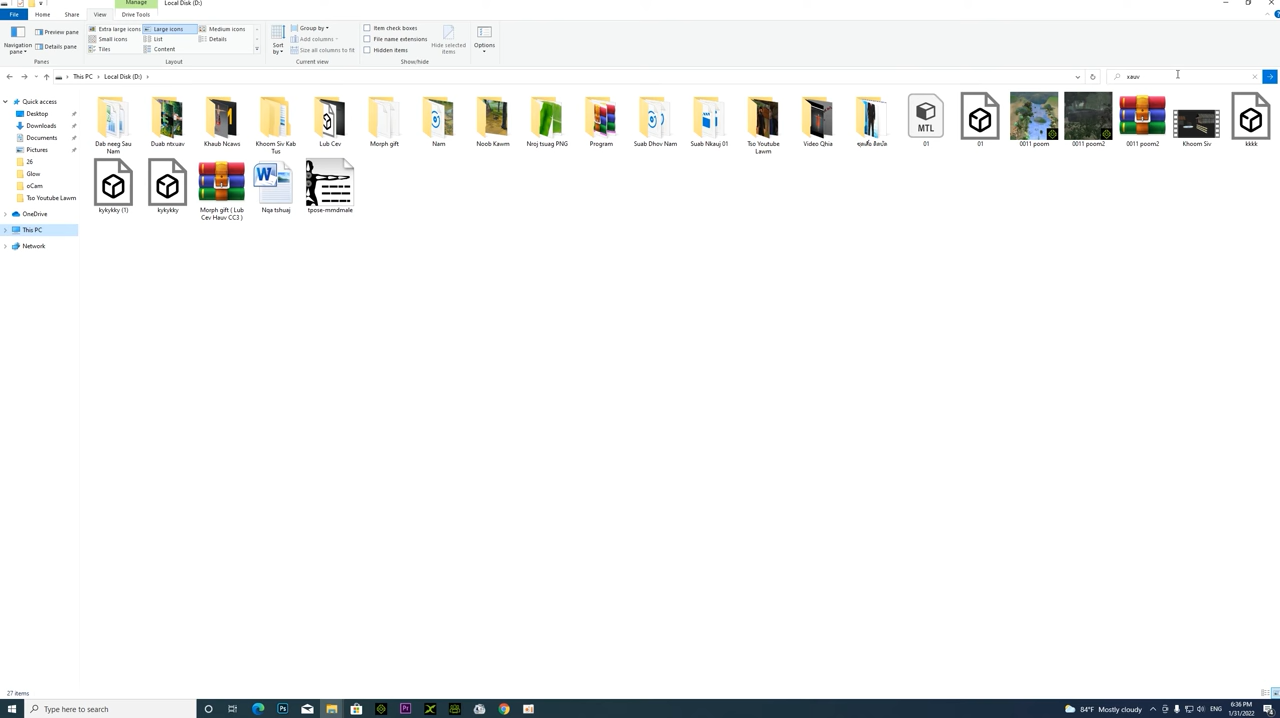 Manage
Local Disk (D:)
File
Home
Share
View
Drive Tools
Navigation pane
Preview pane
Details pane
Extra large icons
Large icons
Medium icons
Small icons
List
Details
Tiles
Content
Sort by
Group by
Add columns
Size all columns to fit
Item check boxes
File name extensions
Hidden items
Hide selected items
Options
Panes
Layout
Current view
Show/hide
This PC
Local Disk (D:)
xauv
Quick access
Desktop
Downloads
Documents
Pictures
26
Glow
oCam
Tso Youtube Lawm
OneDrive
This PC
Network
Dab neeg Sau Nam
Duab ntxuav
Khaub Ncaws
Khoom Siv Kab Tus
Lub Cev
Morph gift
Nam
Noob Kawm
Nroj tsuag PNG
Program
Suab Dhov Nam
Suab Nkauj 01
Tso Youtube Lawm
Video Qhia
MTL
01
01
0011 poom
0011 poom2
0011 poom2
Khoom Siv
kkkk
kykykky (1)
kykykky
Morph gift ( Lub Cev Hauv CC3 )
Nqa tshuaj
tpose-mmdmale
27 items
Type here to search
84°F Mostly cloudy
ENG
6:36 PM
1/31/2022